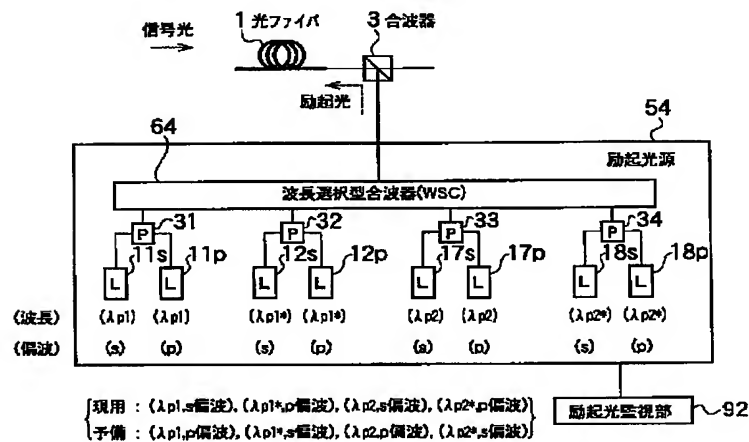 1 光ファイバ
3 合波器
信号光
励起光
64
54
励起光源
波長選択型合波器(WSC)
P 31 P 32 P 33 P 34
L 11s L 11p L 12s L 12p L 17s L 17p L 18s L 18p
(波長) (λp1) (λp1) (λp1*) (λp1*) (λp2) (λp2) (λp2*) (λp2*)
(偏波) (s) (p) (s) (p) (s) (p) (s) (p)
現用 : (λp1,s偏波), (λp1*,p偏波), (λp2,s偏波), (λp2*,p偏波)
予備 : (λp1,p偏波), (λp1*,s偏波), (λp2,p偏波), (λp2*,s偏波)
励起光監視部 92